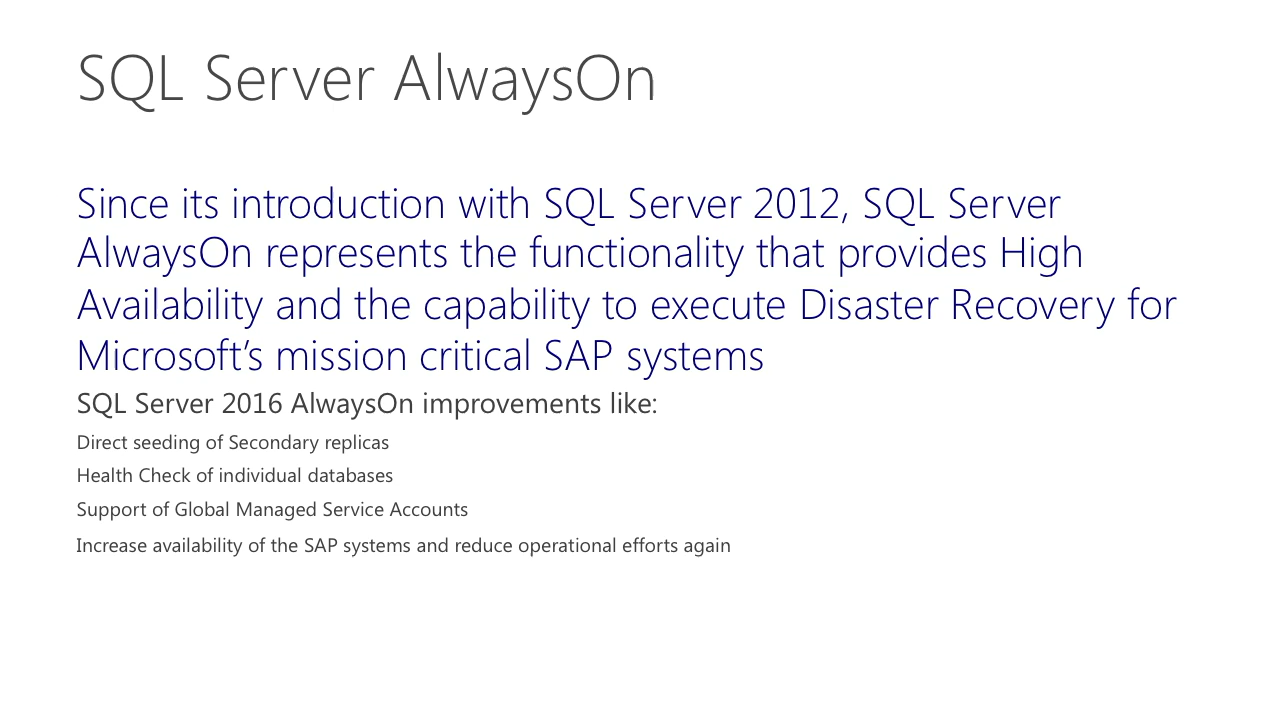 SQL Server AlwaysOn
Since its introduction with SQL Server 2012, SQL Server
AlwaysOn represents the functionality that provides High
Availability and the capability to execute Disaster Recovery for
Microsoft’s mission critical SAP systems
SQL Server 2016 AlwaysOn improvements like:
Direct seeding of Secondary replicas
Health Check of individual databases
Support of Global Managed Service Accounts
Increase availability of the SAP systems and reduce operational efforts again